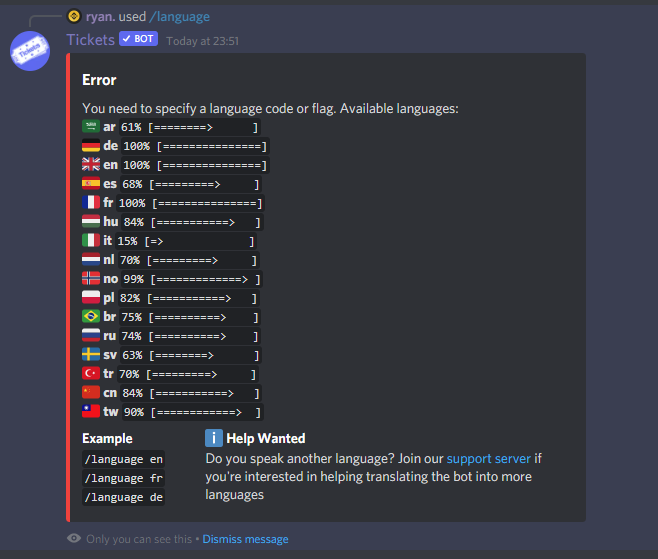 ryan. used /language
Tickets ✓ BOT Today at 23:51
Error
You need to specify a language code or flag. Available languages:
ar 61% [========>      ]
de 100% [===============]
en 100% [===============]
es 68% [=========>     ]
fr 100% [===============]
hu 84% [===========>   ]
it 15% [=>             ]
nl 70% [=========>     ]
no 99% [=============> ]
pl 82% [===========>   ]
br 75% [==========>    ]
ru 74% [==========>    ]
sv 63% [========>      ]
tr 70% [=========>     ]
cn 84% [===========>   ]
tw 90% [============>  ]
Example
/language en
/language fr
/language de
i Help Wanted
Do you speak another language? Join our support server if
you're interested in helping translating the bot into more
languages
Only you can see this • Dismiss message